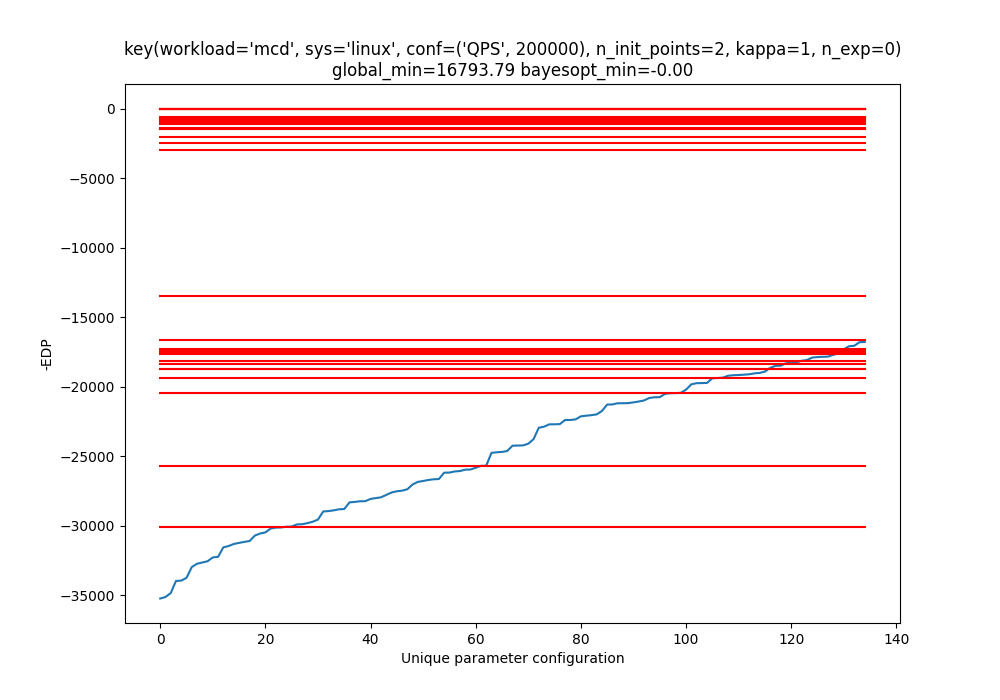 key(workload='mcd', sys='linux', conf=('QPS', 200000), n_init_points=2, kappa=1, n_exp=0)
global_min=16793.79 bayesopt_min=-0.00
0
−5000
−10000
−15000
−20000
−25000
−30000
−35000
-EDP
0 20 40 60 80 100 120 140
Unique parameter configuration